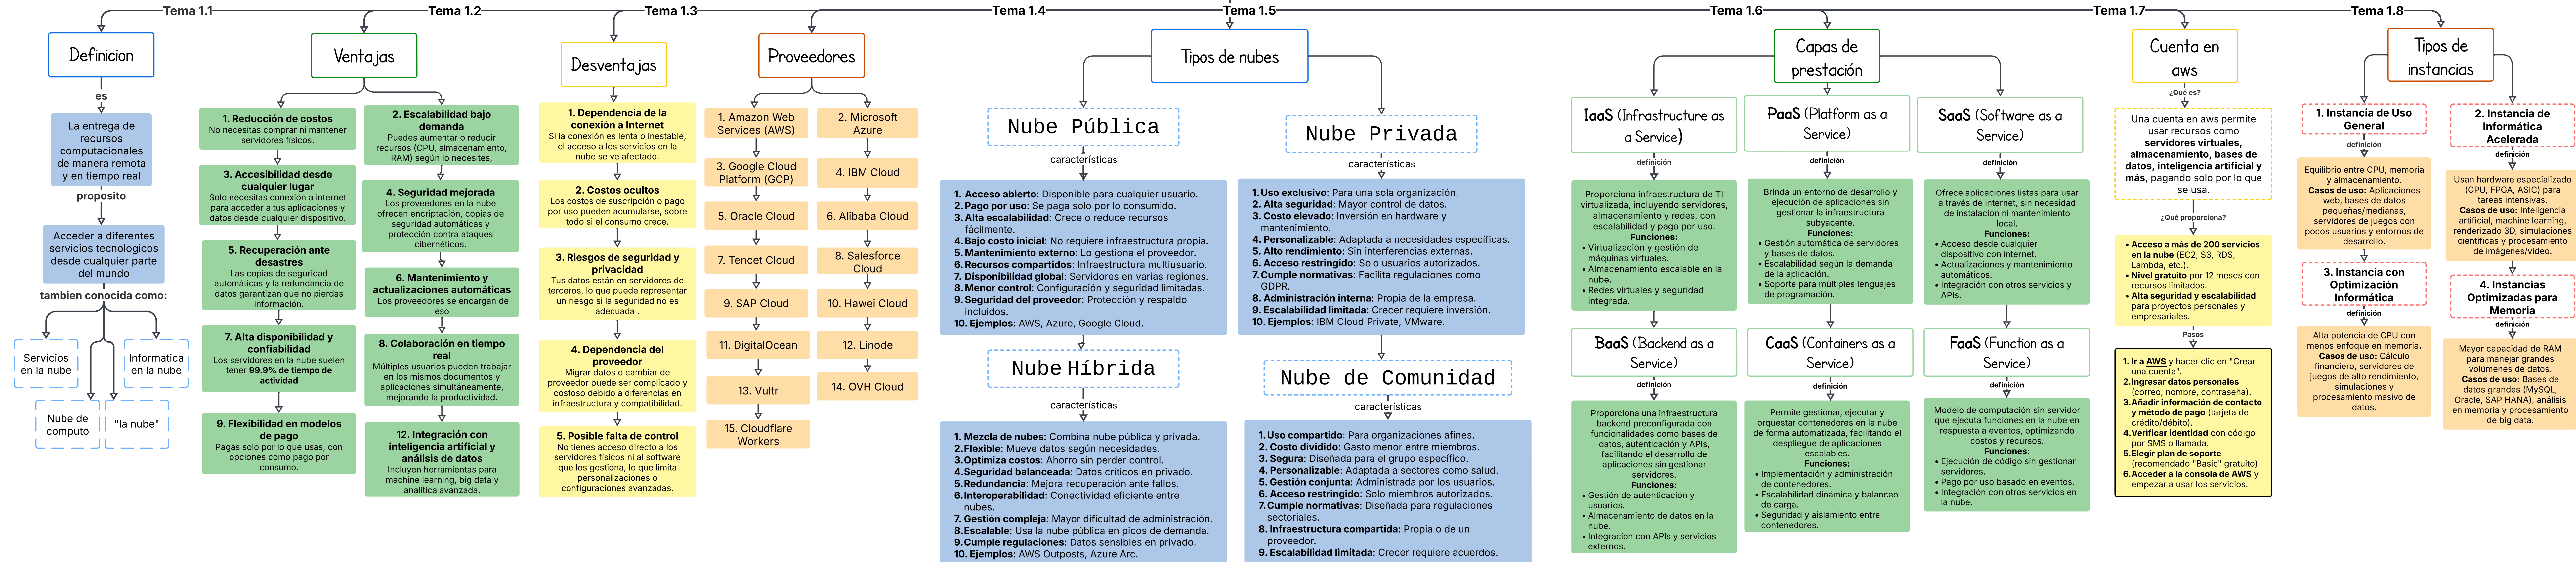 Tema 1.1
Tema 1.2
Tema 1.3
Tema 1.4
Tema 1.5
Tema 1.6
Tema 1.7
Tema 1.8
Definicion
es
La entrega de
recursos
computacionales
de manera remota
y en tiempo real
proposito
Acceder a diferentes
servicios tecnologicos
desde cualquier parte
del mundo
tambien conocida como:
Servicios
en la nube
Informatica
en la nube
Nube de
computo
"la nube"
Ventajas
1. Reducción de costos
No necesitas comprar ni mantener
servidores físicos.
2. Escalabilidad bajo
demanda
Puedes aumentar o reducir
recursos (CPU, almacenamiento,
RAM) según lo necesites,
3. Accesibilidad desde
cualquier lugar
Solo necesitas conexión a internet
para acceder a tus aplicaciones y
datos desde cualquier dispositivo.
4. Seguridad mejorada
Los proveedores en la nube
ofrecen encriptación, copias de
seguridad automáticas y
protección contra ataques
cibernéticos.
5. Recuperación ante
desastres
Las copias de seguridad
automáticas y la redundancia de
datos garantizan que no pierdas
información.
6. Mantenimiento y
actualizaciones automáticas
Los proveedores se encargan de
eso
7. Alta disponibilidad y
confiabilidad
Los servidores en la nube suelen
tener 99.9% de tiempo de
actividad
8. Colaboración en tiempo
real
Múltiples usuarios pueden trabajar
en los mismos documentos y
aplicaciones simultáneamente,
mejorando la productividad.
9. Flexibilidad en modelos
de pago
Pagas solo por lo que usas, con
opciones como pago por
consumo.
12. Integración con
inteligencia artificial y
análisis de datos
Incluyen herramientas para
machine learning, big data y
analítica avanzada.
Desventajas
1. Dependencia de la
conexión a Internet
Si la conexión es lenta o inestable,
el acceso a los servicios en la
nube se ve afectado.
2. Costos ocultos
Los costos de suscripción o pago
por uso pueden acumularse, sobre
todo si el consumo crece.
3. Riesgos de seguridad y
privacidad
Tus datos están en servidores de
terceros, lo que puede representar
un riesgo si la seguridad no es
adecuada .
4. Dependencia del
proveedor
Migrar datos o cambiar de
proveedor puede ser complicado y
costoso debido a diferencias en
infraestructura y compatibilidad.
5. Posible falta de control
No tienes acceso directo a los
servidores físicos ni al software
que los gestiona, lo que limita
personalizaciones o
configuraciones avanzadas.
Proveedores
1. Amazon Web
Services (AWS)
2. Microsoft
Azure
3. Google Cloud
Platform (GCP)
4. IBM Cloud
5. Oracle Cloud
6. Alibaba Cloud
7. Tencet Cloud
8. Salesforce
Cloud
9. SAP Cloud
10. Hawei Cloud
11. DigitalOcean
12. Linode
13. Vultr
14. OVH Cloud
15. Cloudflare
Workers
Tipos de nubes
Nube Pública
características
1. Acceso abierto: Disponible para cualquier usuario.
2. Pago por uso: Se paga solo por lo consumido.
3. Alta escalabilidad: Crece o reduce recursos
fácilmente.
4. Bajo costo inicial: No requiere infraestructura propia.
5. Mantenimiento externo: Lo gestiona el proveedor.
6. Recursos compartidos: Infraestructura multiusuario.
7. Disponibilidad global: Servidores en varias regiones.
8. Menor control: Configuración y seguridad limitadas.
9. Seguridad del proveedor: Protección y respaldo
incluidos.
10. Ejemplos: AWS, Azure, Google Cloud.
Nube Híbrida
características
1. Mezcla de nubes: Combina nube pública y privada.
2. Flexible: Mueve datos según necesidades.
3. Optimiza costos: Ahorro sin perder control.
4. Seguridad balanceada: Datos críticos en privado.
5. Redundancia: Mejora recuperación ante fallos.
6. Interoperabilidad: Conectividad eficiente entre
nubes.
7. Gestión compleja: Mayor dificultad de administración.
8. Escalable: Usa la nube pública en picos de demanda.
9. Cumple regulaciones: Datos sensibles en privado.
10. Ejemplos: AWS Outposts, Azure Arc.
Nube Privada
características
1. Uso exclusivo: Para una sola organización.
2. Alta seguridad: Mayor control de datos.
3. Costo elevado: Inversión en hardware y
mantenimiento.
4. Personalizable: Adaptada a necesidades específicas.
5. Alto rendimiento: Sin interferencias externas.
6. Acceso restringido: Solo usuarios autorizados.
7. Cumple normativas: Facilita regulaciones como
GDPR.
8. Administración interna: Propia de la empresa.
9. Escalabilidad limitada: Crecer requiere inversión.
10. Ejemplos: IBM Cloud Private, VMware.
Nube de Comunidad
características
1. Uso compartido: Para organizaciones afines.
2. Costo dividido: Gasto menor entre miembros.
3. Segura: Diseñada para el grupo específico.
4. Personalizable: Adaptada a sectores como salud.
5. Gestión conjunta: Administrada por los usuarios.
6. Acceso restringido: Solo miembros autorizados.
7. Cumple normativas: Diseñada para regulaciones
sectoriales.
8. Infraestructura compartida: Propia o de un
proveedor.
9. Escalabilidad limitada: Crecer requiere acuerdos.
Capas de
prestación
IaaS (Infrastructure as
a Service)
definición
Proporciona infraestructura de TI
virtualizada, incluyendo servidores,
almacenamiento y redes, con
escalabilidad y pago por uso.
Funciones:
• Virtualización y gestión de
máquinas virtuales.
• Almacenamiento escalable en la
nube.
• Redes virtuales y seguridad
integrada.
BaaS (Backend as a
Service)
definición
Proporciona una infraestructura
backend preconfigurada con
funcionalidades como bases de
datos, autenticación y APIs,
facilitando el desarrollo de
aplicaciones sin gestionar
servidores.
Funciones:
• Gestión de autenticación y
usuarios.
• Almacenamiento de datos en la
nube.
• Integración con APIs y servicios
externos.
PaaS (Platform as a
Service)
definición
Brinda un entorno de desarrollo y
ejecución de aplicaciones sin
gestionar la infraestructura
subyacente.
Funciones:
• Gestión automática de servidores
y bases de datos.
• Escalabilidad según la demanda
de la aplicación.
• Soporte para múltiples lenguajes
de programación.
CaaS (Containers as a
Service)
definición
Permite gestionar, ejecutar y
orquestar contenedores en la nube
de forma automatizada, facilitando el
despliegue de aplicaciones
escalables.
Funciones:
• Implementación y administración
de contenedores.
• Escalabilidad dinámica y balanceo
de carga.
• Seguridad y aislamiento entre
contenedores.
SaaS (Software as a
Service)
definición
Ofrece aplicaciones listas para usar
a través de internet, sin necesidad
de instalación ni mantenimiento
local.
Funciones:
• Acceso desde cualquier
dispositivo con internet.
• Actualizaciones y mantenimiento
automáticos.
• Integración con otros servicios y
APIs.
FaaS (Function as a
Service)
definición
Modelo de computación sin servidor
que ejecuta funciones en la nube en
respuesta a eventos, optimizando
costos y recursos.
Funciones:
• Ejecución de código sin gestionar
servidores.
• Pago por uso basado en eventos.
• Integración con otros servicios en
la nube.
Cuenta en
aws
¿Qué es?
Una cuenta en aws permite
usar recursos como
servidores virtuales,
almacenamiento, bases de
datos, inteligencia artificial y
más, pagando solo por lo que
se usa.
¿Qué proporciona?
• Acceso a más de 200 servicios
en la nube (EC2, S3, RDS,
Lambda, etc.).
• Nivel gratuito por 12 meses con
recursos limitados.
• Alta seguridad y escalabilidad
para proyectos personales y
empresariales.
Pasos
1. Ir a AWS y hacer clic en "Crear
una cuenta".
2. Ingresar datos personales
(correo, nombre, contraseña).
3. Añadir información de contacto
y método de pago (tarjeta de
crédito/débito).
4. Verificar identidad con código
por SMS o llamada.
5. Elegir plan de soporte
(recomendado "Basic" gratuito).
6. Acceder a la consola de AWS y
empezar a usar los servicios.
Tipos de
instancias
1. Instancia de Uso
General
definición
Equilibrio entre CPU, memoria
y almacenamiento.
Casos de uso: Aplicaciones
web, bases de datos
pequeñas/medianas,
servidores de juegos con
pocos usuarios y entornos de
desarrollo.
3. Instancia con
Optimización
Informática
definición
Alta potencia de CPU con
menos enfoque en memoria.
Casos de uso: Cálculo
financiero, servidores de
juegos de alto rendimiento,
simulaciones y
procesamiento masivo de
datos.
2. Instancia de
Informática
Acelerada
definición
Usan hardware especializado
(GPU, FPGA, ASIC) para
tareas intensivas.
Casos de uso: Inteligencia
artificial, machine learning,
renderizado 3D, simulaciones
científicas y procesamiento
de imágenes/video.
4. Instancias
Optimizadas para
Memoria
definición
Mayor capacidad de RAM
para manejar grandes
volúmenes de datos.
Casos de uso: Bases de
datos grandes (MySQL,
Oracle, SAP HANA), análisis
en memoria y procesamiento
de big data.